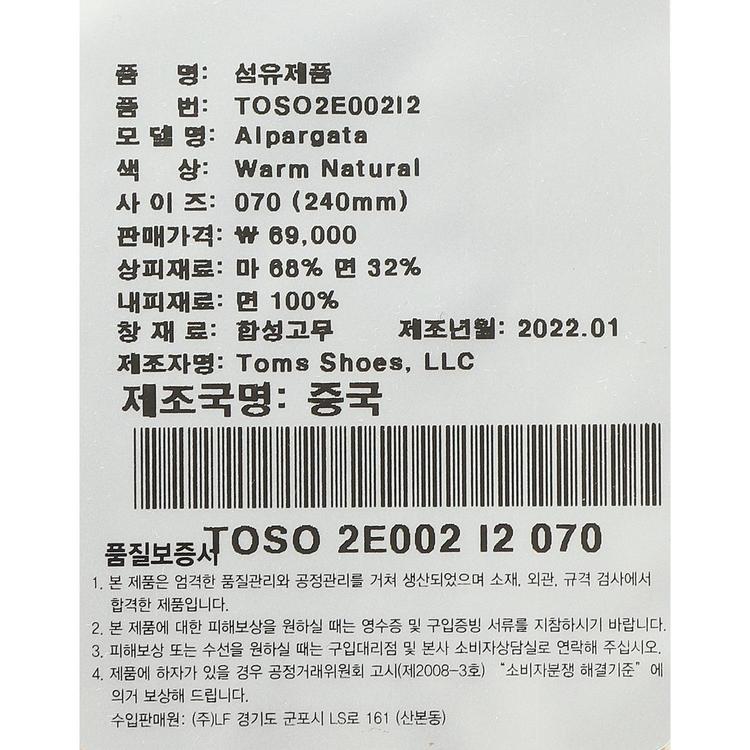 품 명: 섬유제품
품 번: TOSO2E002I2
모 델 명: Alpargata
색 상: Warm Natural
사 이 즈: 070 (240mm)
판매가격: ₩ 69,000
상피재료: 마 68% 면 32%
내피재료: 면 100%
창 재 료: 합성고무 제조년월: 2022.01
제조자명: Toms Shoes, LLC
제조국명: 중국
TOSO 2E002 I2 070
품질보증서
1. 본 제품은 엄격한 품질관리와 공정관리를 거쳐 생산되었으며 소재, 외관, 규격 검사에서
합격한 제품입니다.
2. 본 제품에 대한 피해보상을 원하실 때는 영수증 및 구입증빙 서류를 지참하시기 바랍니다.
3. 피해보상 또는 수선을 원하실 때는 구입대리점 및 본사 소비자상담실로 연락해 주십시오.
4. 제품에 하자가 있을 경우 공정거래위원회 고시(제2008-3호) “소비자분쟁 해결기준” 에
의거 보상해 드립니다.
수입판매원: (주)LF 경기도 군포시 LS로 161 (산본동)